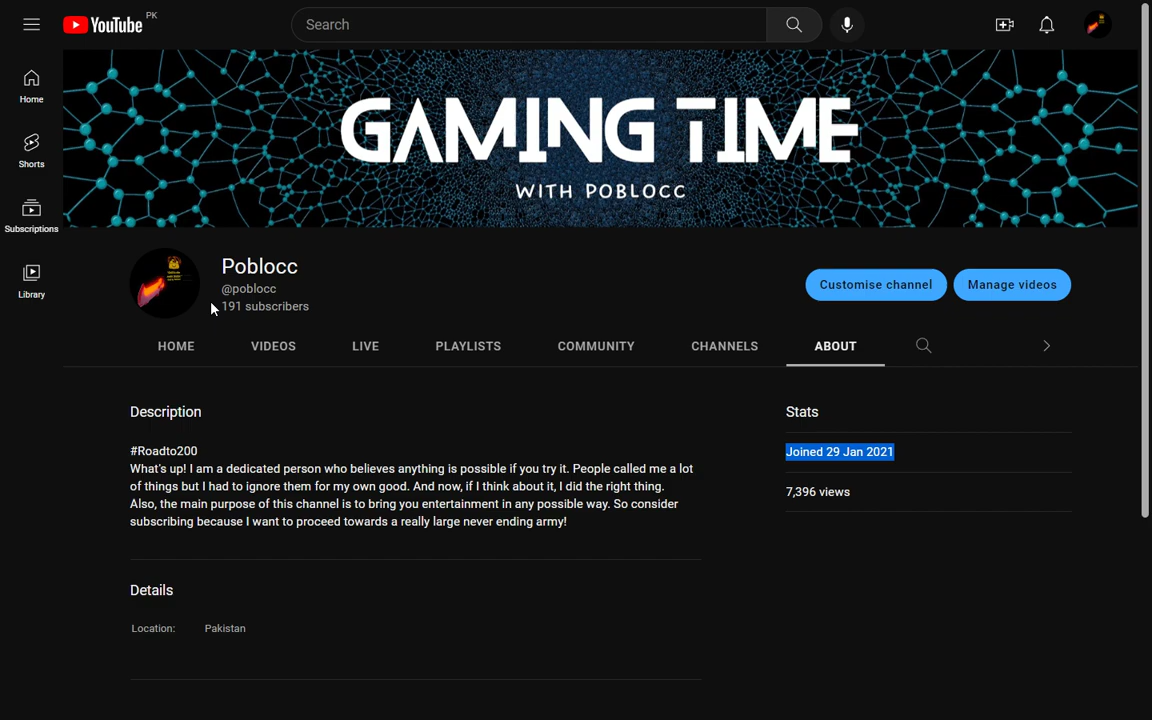 YouTube PK
Search
Home
Shorts
Subscriptions
Library
GAMING TIME
WITH POBLOCC
Poblocc
@poblocc
191 subscribers
Customise channel
Manage videos
HOME VIDEOS LIVE PLAYLISTS COMMUNITY CHANNELS ABOUT
Description
#Roadto200
What's up! I am a dedicated person who believes anything is possible if you try it. People called me a lot
of things but I had to ignore them for my own good. And now, if I think about it, I did the right thing.
Also, the main purpose of this channel is to bring you entertainment in any possible way. So consider
subscribing because I want to proceed towards a really large never ending army!
Details
Location: Pakistan
Stats
Joined 29 Jan 2021
7,396 views